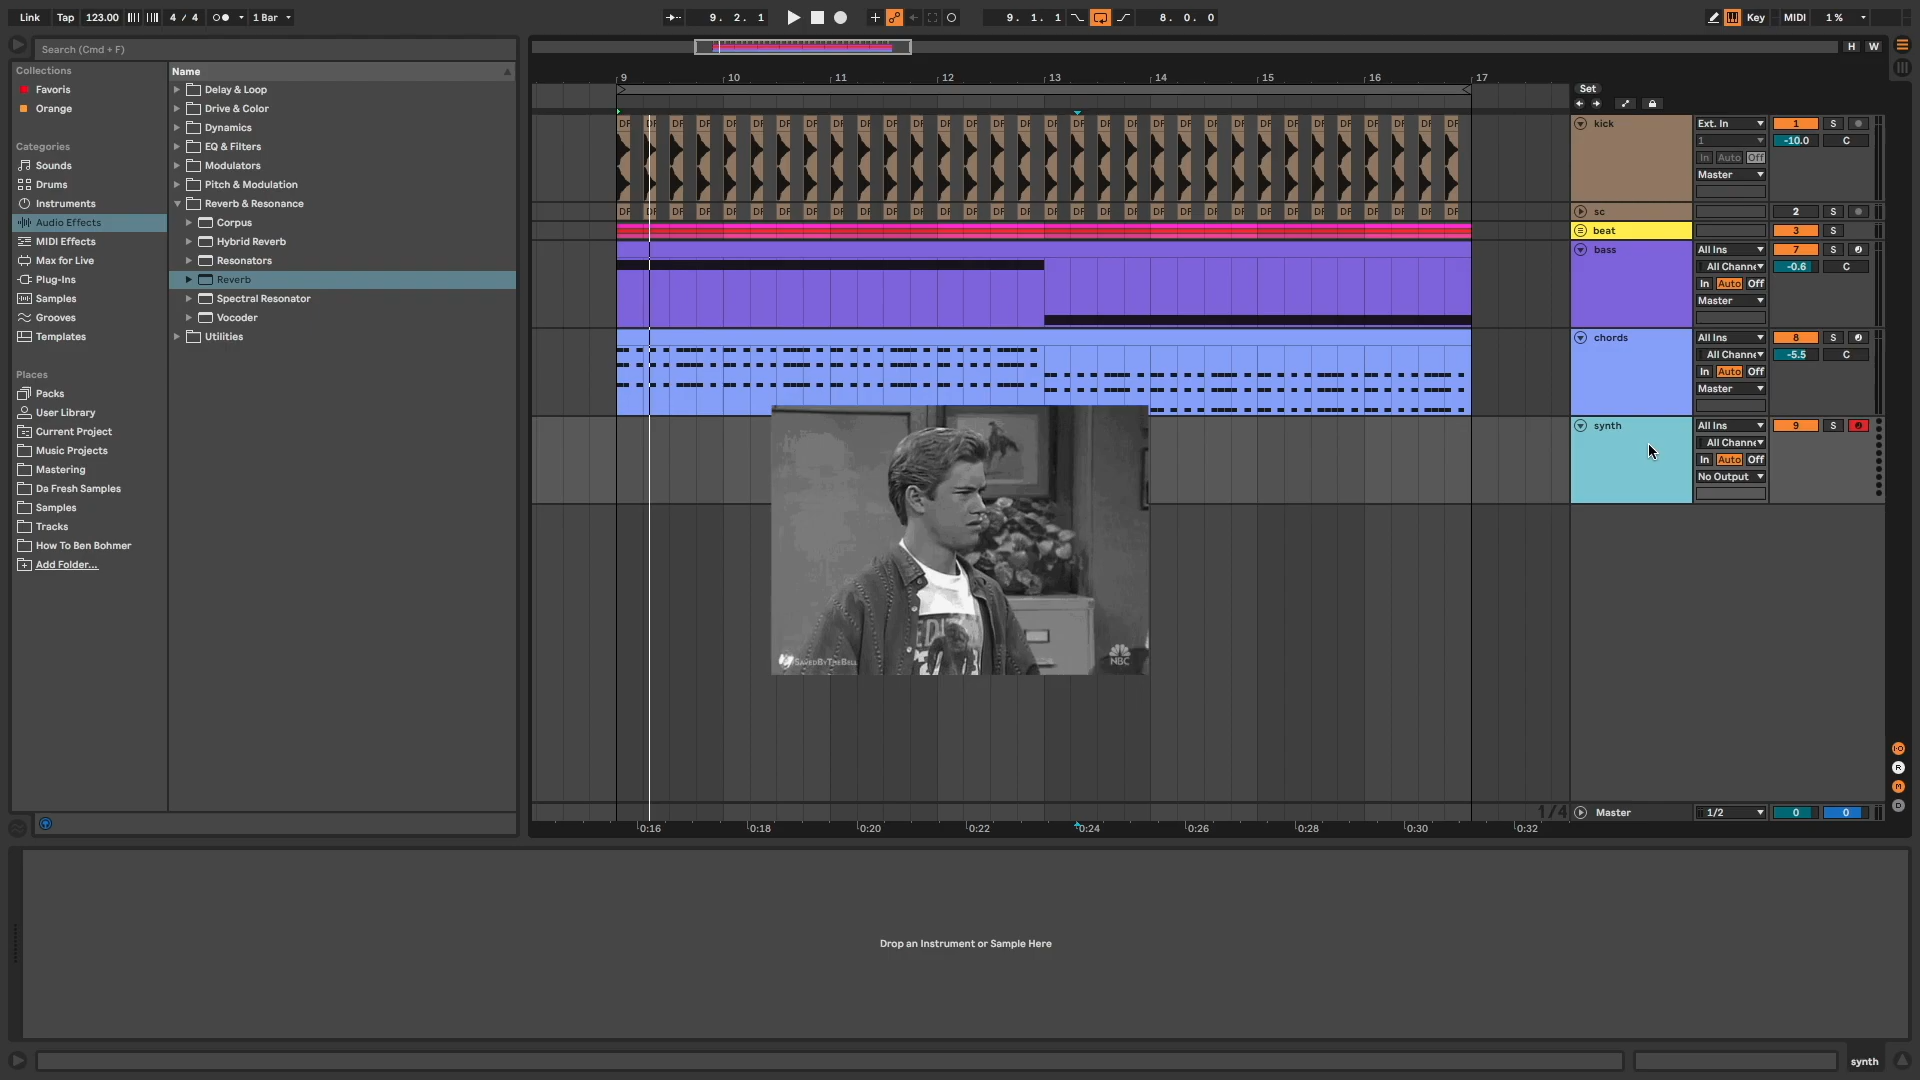 Link Tap 123.00 4 / 4 1 Bar 9. 2. 1 9. 1. 1 8. 0. 0 Key MIDI 1 %
Search (Cmd + F)
H W
Collections
Favoris
Orange
Categories
Sounds
Drums
Instruments
Audio Effects
MIDI Effects
Max for Live
Plug-Ins
Samples
Grooves
Templates
Places
Packs
User Library
Current Project
Music Projects
Mastering
Da Fresh Samples
Samples
Tracks
How To Ben Bohmer
Add Folder...
Name
Delay & Loop
Drive & Color
Dynamics
EQ & Filters
Modulators
Pitch & Modulation
Reverb & Resonance
Corpus
Hybrid Reverb
Resonators
Reverb
Spectral Resonator
Vocoder
Utilities
9 10 11 12 13 14 15 16 17
Set
kick Ext. In 1 S
1 -10.0 C
In Auto Off
Master
sc 2 S
beat 3 S
bass All Ins 7 S
All Channe -0.6 C
In Auto Off
Master
chords All Ins 8 S
All Channe -5.5 C
In Auto Off
Master
synth All Ins 9 S
All Channe
In Auto Off
No Output
SAVEDBYTHEBELL
NBC
1/4
Master 1/2 0 0
0:16 0:18 0:20 0:22 0:24 0:26 0:28 0:30 0:32
I·O
R
M
D
Drop an Instrument or Sample Here
synth